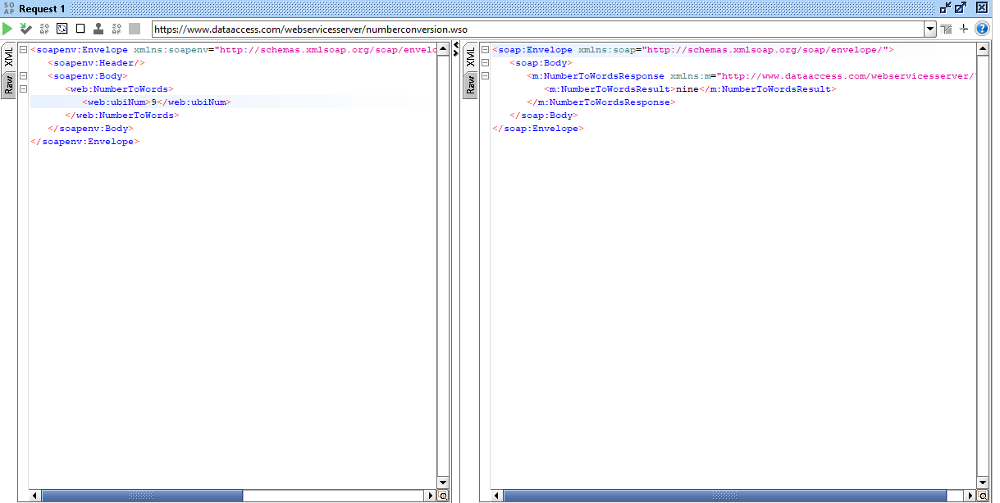 SO
AP
Request 1
https://www.dataaccess.com/webservicesserver/numberconversion.wso
XML
Raw
<soapenv:Envelope xmlns:soapenv="http://schemas.xmlsoap.org/soap/envelo
<soapenv:Header/>
<soapenv:Body>
<web:NumberToWords>
<web:ubiNum>9</web:ubiNum>
</web:NumberToWords>
</soapenv:Body>
</soapenv:Envelope>
XML
Raw
<soap:Envelope xmlns:soap="http://schemas.xmlsoap.org/soap/envelope/">
<soap:Body>
<m:NumberToWordsResponse xmlns:m="http://www.dataaccess.com/webservicesserver/"
<m:NumberToWordsResult>nine</m:NumberToWordsResult>
</m:NumberToWordsResponse>
</soap:Body>
</soap:Envelope>